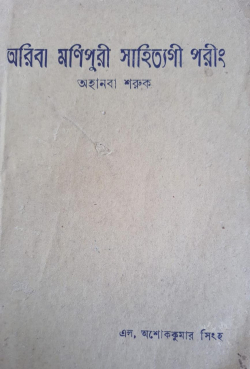 অরিবা মণিপুরী সাহিত্যগী পরীং
অহানবা শরুক
এল, অশোককুমার সিংহ